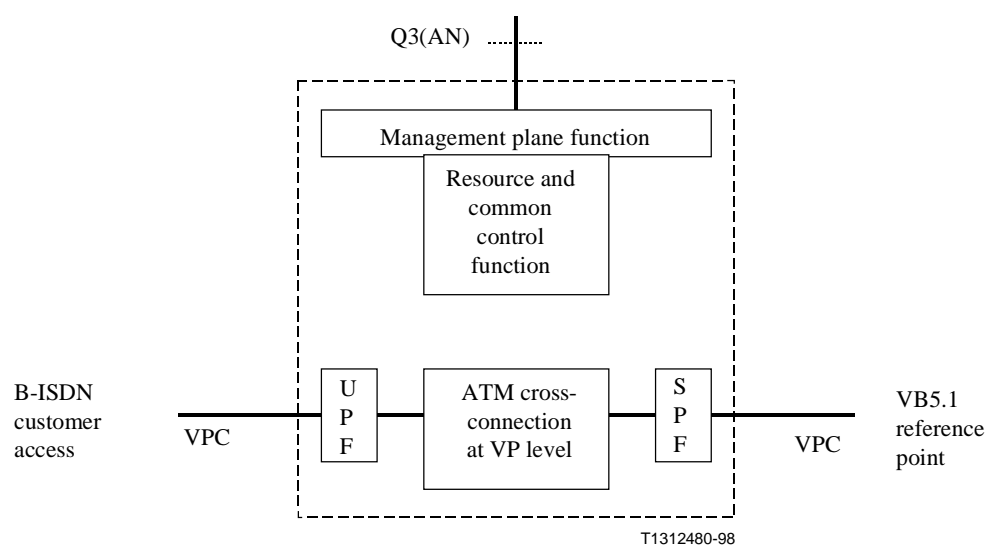 Q3(AN)
Management plane function
Resource and
common
control
function
B-ISDN
customer
access
VPC
U
P
F
ATM cross-
connection
at VP level
S
P
F
VPC
VB5.1
reference
point
T1312480-98